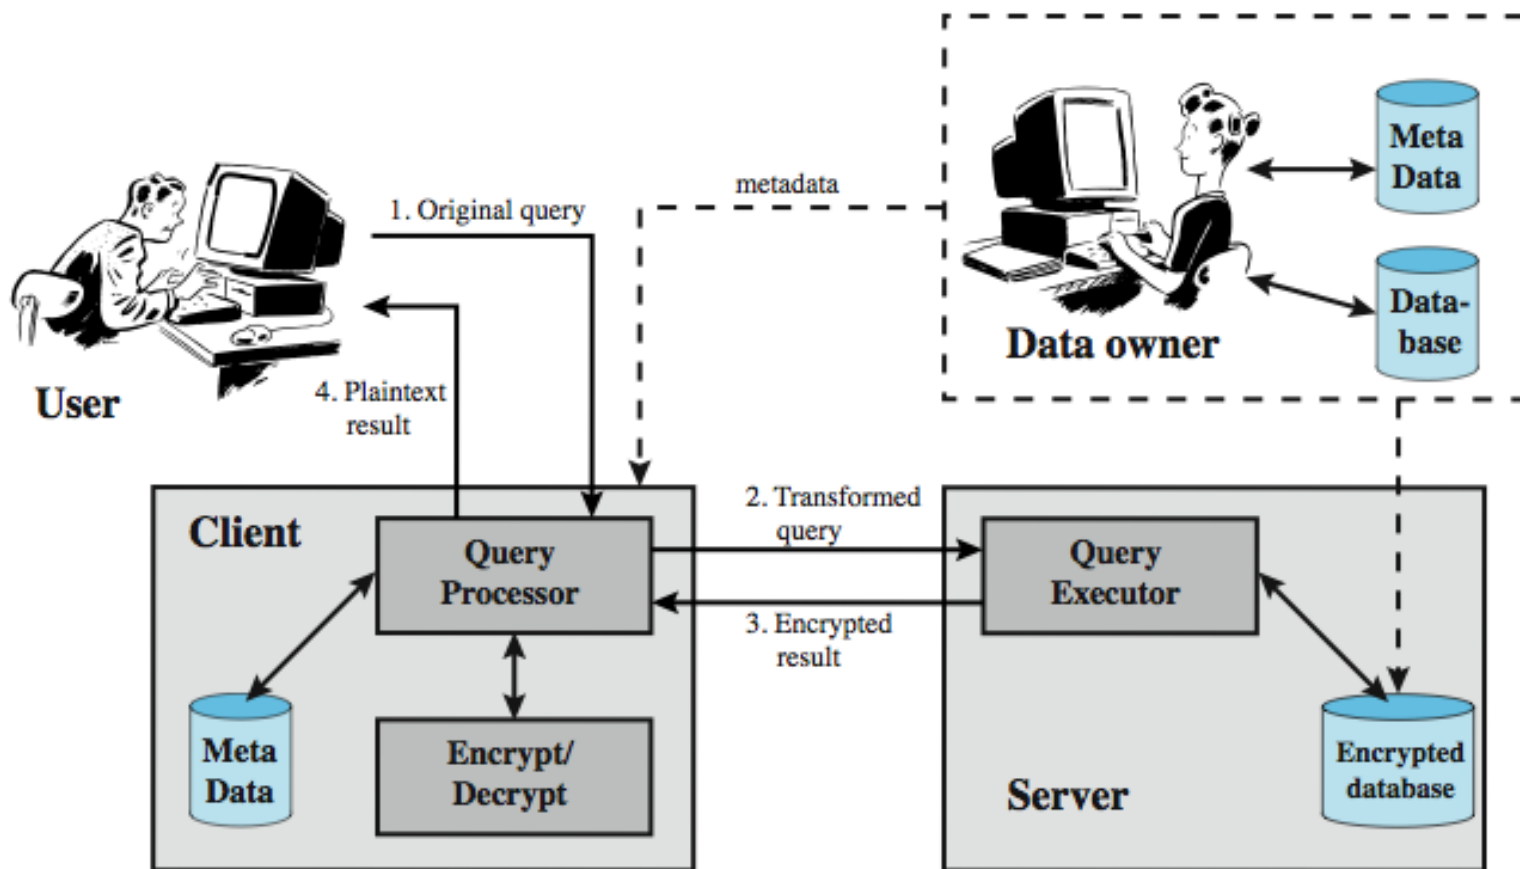 Meta
Data
metadata
1. Original query
Data-
base
Data owner
User
4. Plaintext
result
Client
2. Transformed
query
Query
Processor
Query
Executor
3. Encrypted
result
Meta
Data
Encrypt/
Decrypt
Encrypted
database
Server